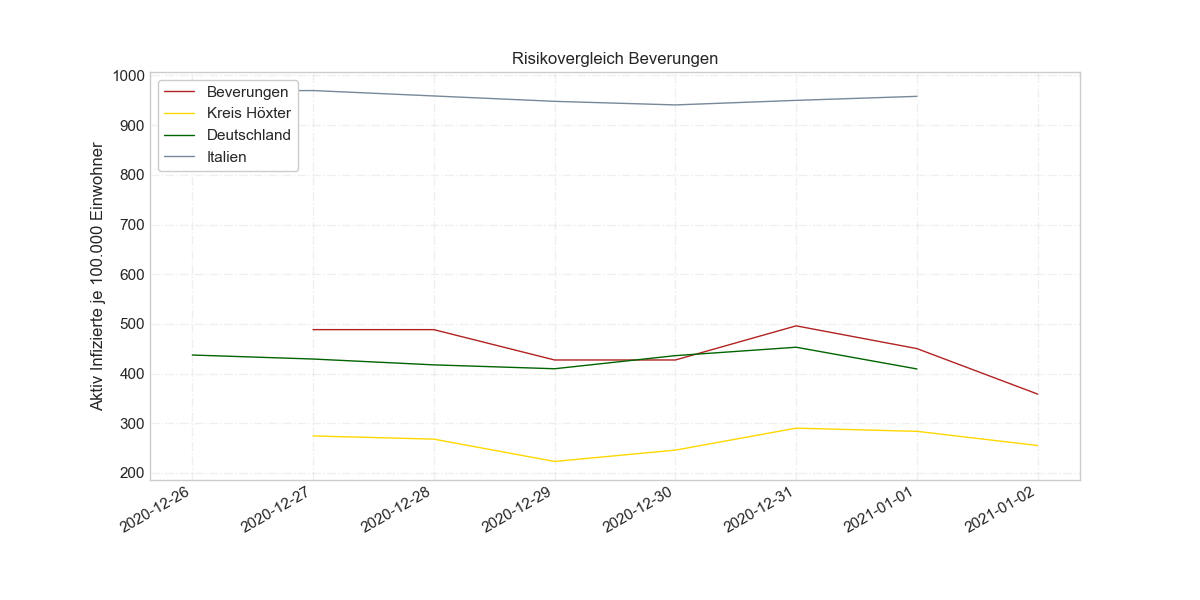 Risikovergleich Beverungen
Aktiv Infizierte je 100.000 Einwohner
1000
900
800
700
600
500
400
300
200
Beverungen
Kreis Höxter
Deutschland
Italien
2020-12-26
2020-12-27
2020-12-28
2020-12-29
2020-12-30
2020-12-31
2021-01-01
2021-01-02